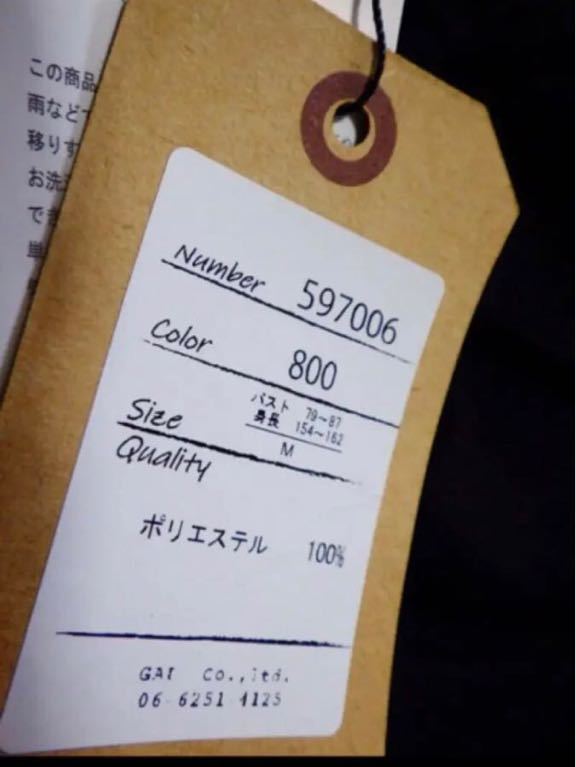 この商品
雨など
移りす
お洗
でき
単
Number 597006
Color 800
バスト 79~87
身長 154~162
Size M
Quality
ポリエステル 100%
GAI Co.,ltd.
06-6251-4125